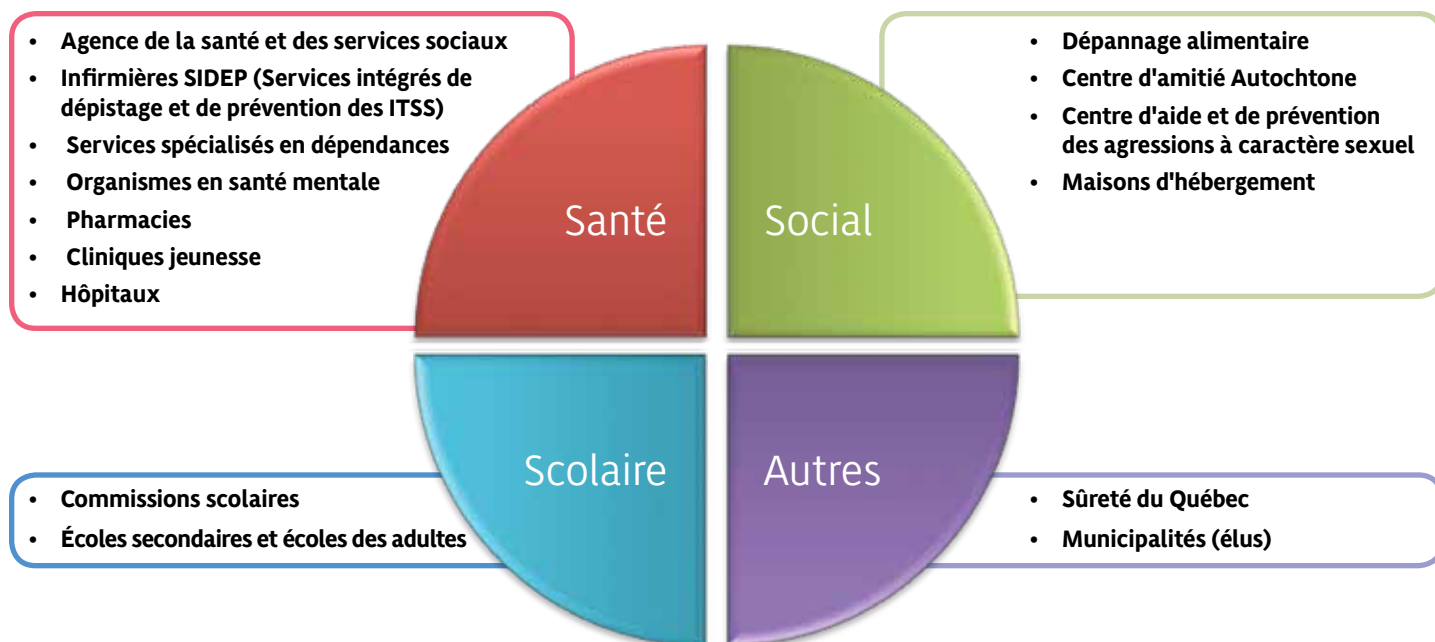 • Agence de la santé et des services sociaux
• Infirmières SIDEP (Services intégrés de
dépistage et de prévention des ITSS)
• Services spécialisés en dépendances
• Organismes en santé mentale
• Pharmacies
• Cliniques jeunesse
• Hôpitaux
Santé
Social
• Dépannage alimentaire
• Centre d'amitié Autochtone
• Centre d'aide et de prévention
des agressions à caractère sexuel
• Maisons d'hébergement
• Commissions scolaires
• Écoles secondaires et écoles des adultes
Scolaire
Autres
• Sûreté du Québec
• Municipalités (élus)